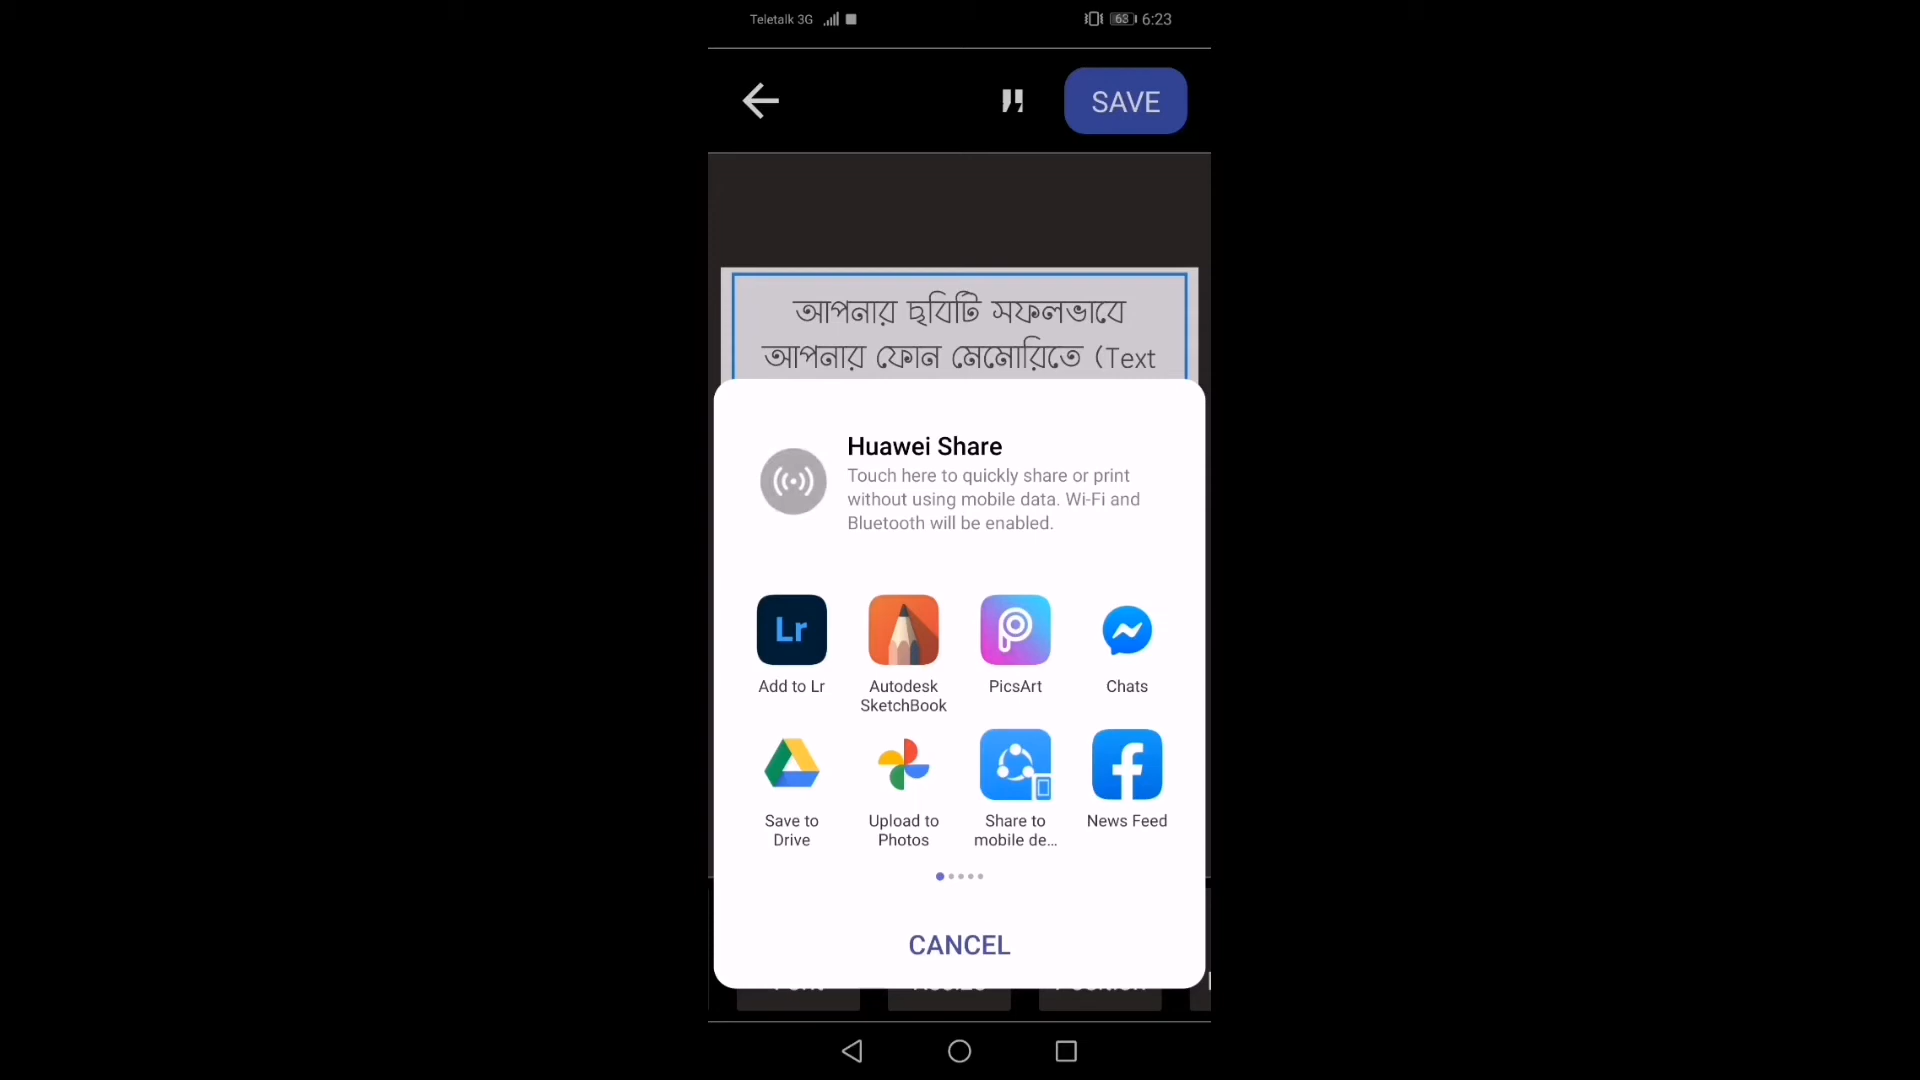 Teletalk 3G
63 6:23
SAVE
আপনার ছবিটি সফলভাবে
আপনার ফোন মেমোরিতে (Text
Huawei Share
Touch here to quickly share or print
without using mobile data. Wi-Fi and
Bluetooth will be enabled.
Lr
Add to Lr
Autodesk
SketchBook
PicsArt
Chats
Save to
Drive
Upload to
Photos
Share to
mobile de...
News Feed
CANCEL